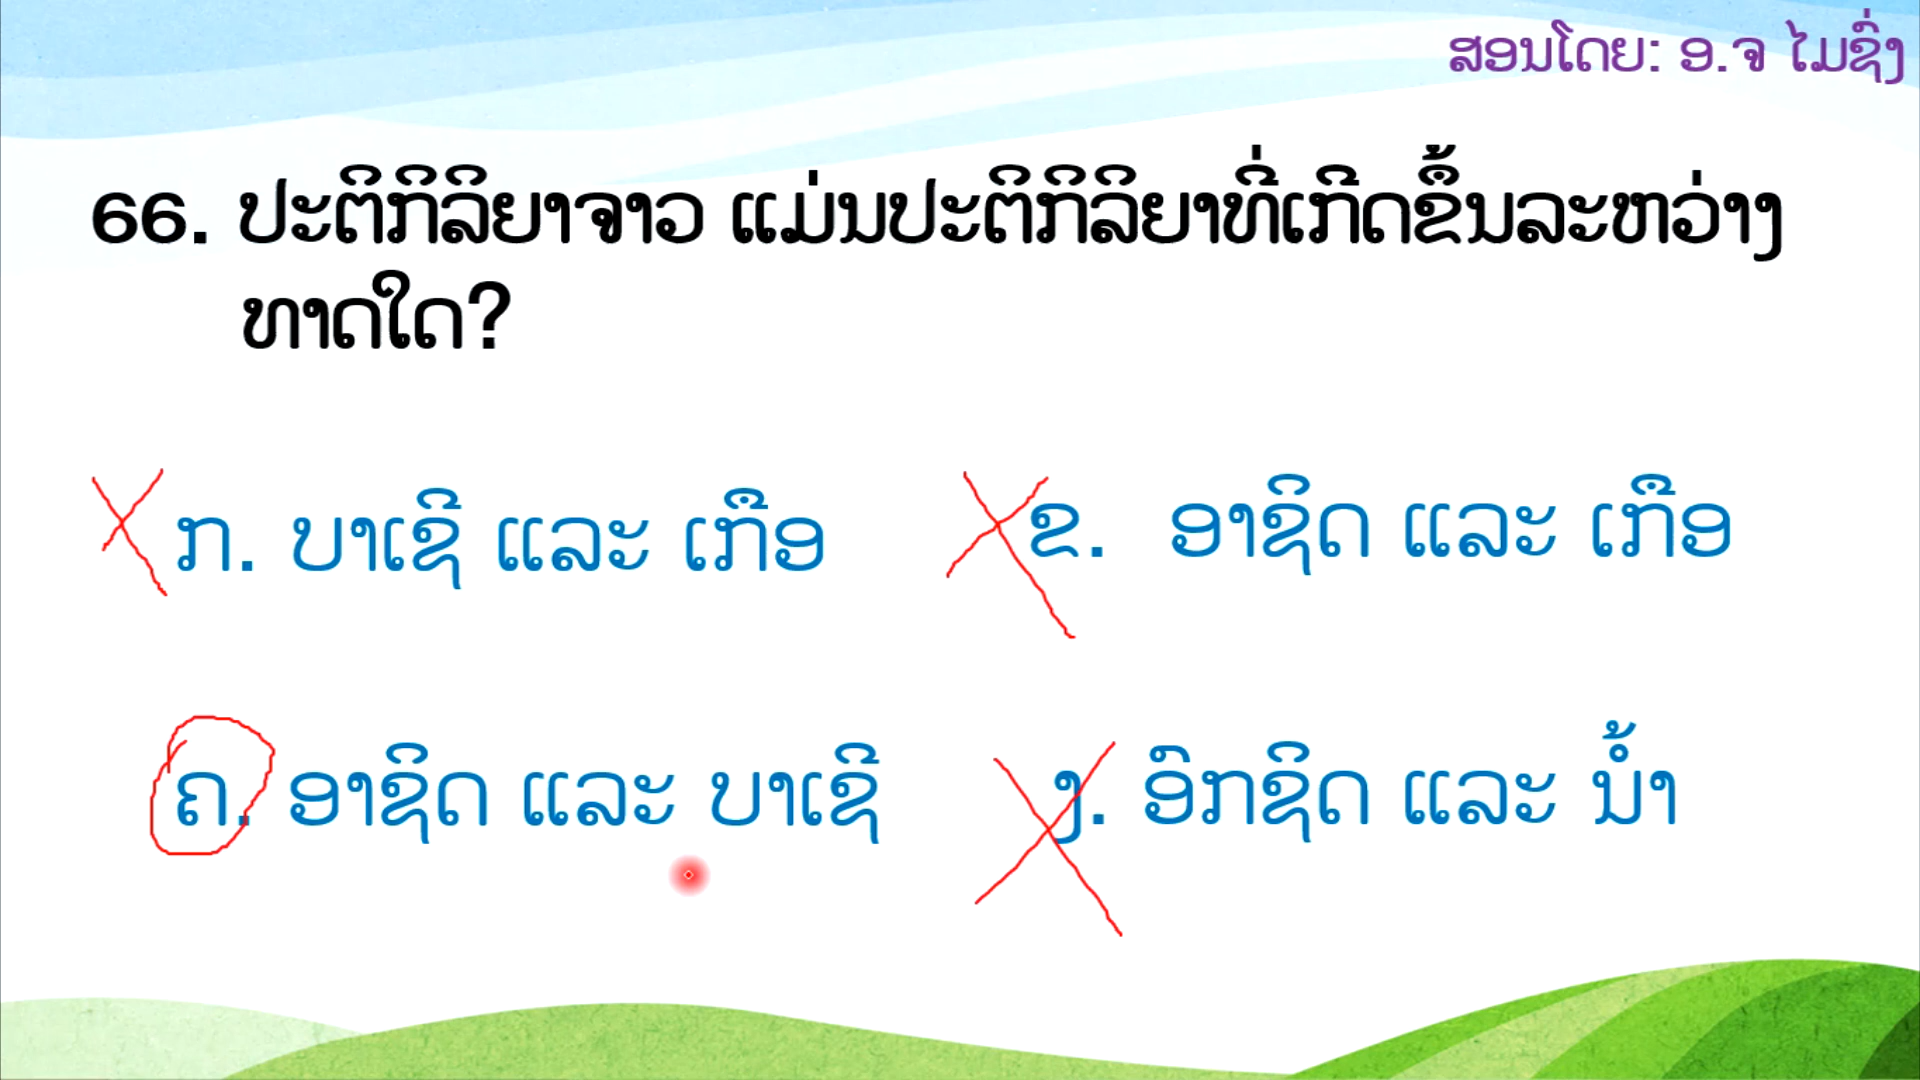 ສອນໂດຍ: ອ.ຈ ໄມຊົ່ງ
66. ປະຕິກິລິຍາຈາວ ແມ່ນປະຕິກິລິຍາທີ່ເກີດຂຶ້ນລະຫວ່າງ
ທາດໃດ?
ກ. ບາເຊີ ແລະ ເກືອ
ຂ. ອາຊິດ ແລະ ເກືອ
ຄ. ອາຊິດ ແລະ ບາເຊີ
ງ. ອົກຊິດ ແລະ ນ້ຳ